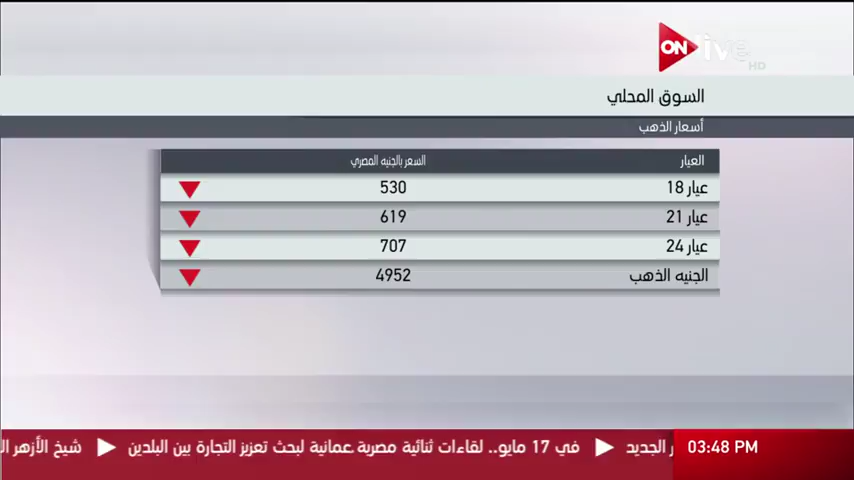 ON live
HD
السوق المحلي
أسعار الذهب
العيار السعر بالجنيه المصري
عيار 18 530
عيار 21 619
عيار 24 707
الجنيه الذهب 4952
الجديد ◀ في 17 مايو.. لقاءات ثنائية مصرية عمانية لبحث تعزيز التجارة بين البلدين ◀ شيخ الأزهر
03:48 PM